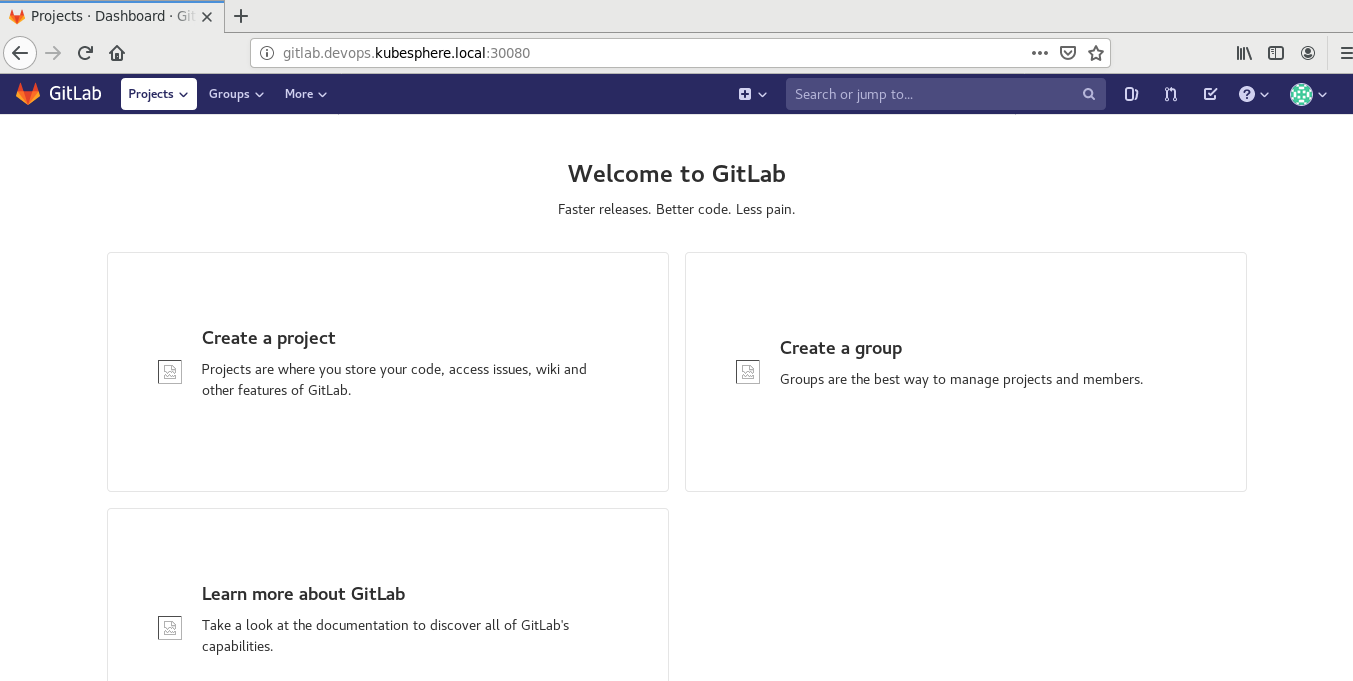 Projects · Dashboard · Git
gitlab.devops.kubesphere.local:30080
GitLab Projects Groups More Search or jump to...
Welcome to GitLab
Faster releases. Better code. Less pain.
Create a project
Projects are where you store your code, access issues, wiki and
other features of GitLab.
Create a group
Groups are the best way to manage projects and members.
Learn more about GitLab
Take a look at the documentation to discover all of GitLab's
capabilities.